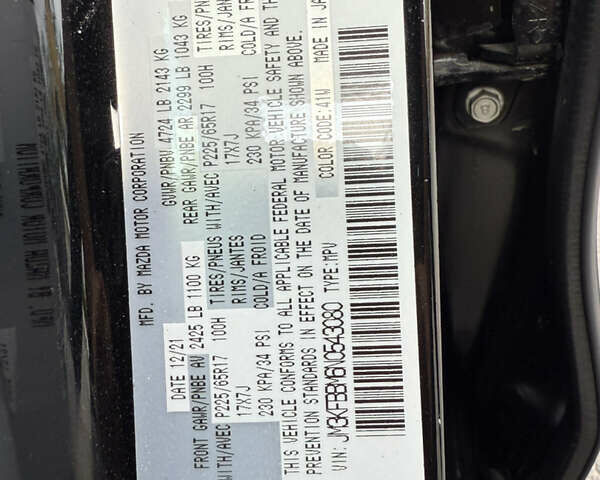 MFD. BY MAZDA MOTOR CORPORATION
DATE 12/21 GVWR/PNBV 4724 LB 2143 KG
FRONT GAWR/PNBE AV 2425 LB 1100 KG REAR GAWR/PNBE AR 2299 LB 1043 KG
WITH/AVEC P225/65R17 100H TIRES/PNEUS WITH/AVEC P225/65R17 100H TIRES/PN
17X7J RIMS/JANTES 17X7J RIMS/JANTE
230 KPA/34 PSI COLD/A FROID 230 KPA/34 PSI COLD/A FRO
THIS VEHICLE CONFORMS TO ALL APPLICABLE FEDERAL MOTOR VEHICLE SAFETY AND TH
PREVENTION STANDARDS IN EFFECT ON THE DATE OF MANUFACTURE SHOWN ABOVE.
COLOR CODE:41W MADE IN JA
VIN: JM3KFBBM6N0543080 TYPE:MPV